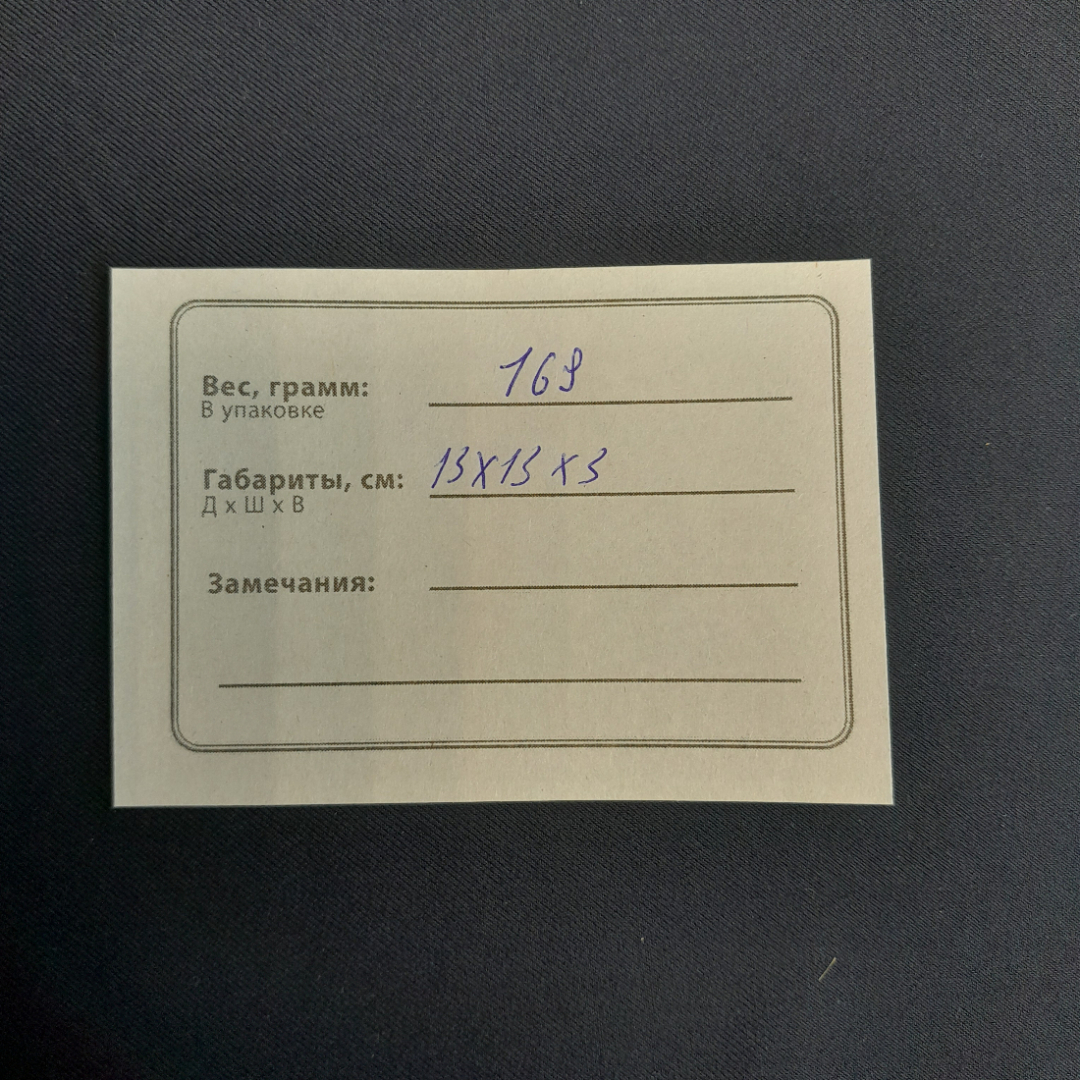 Вес, грамм: 169
В упаковке
Габариты, см: 13х13х3
Д х Ш х В
Замечания: